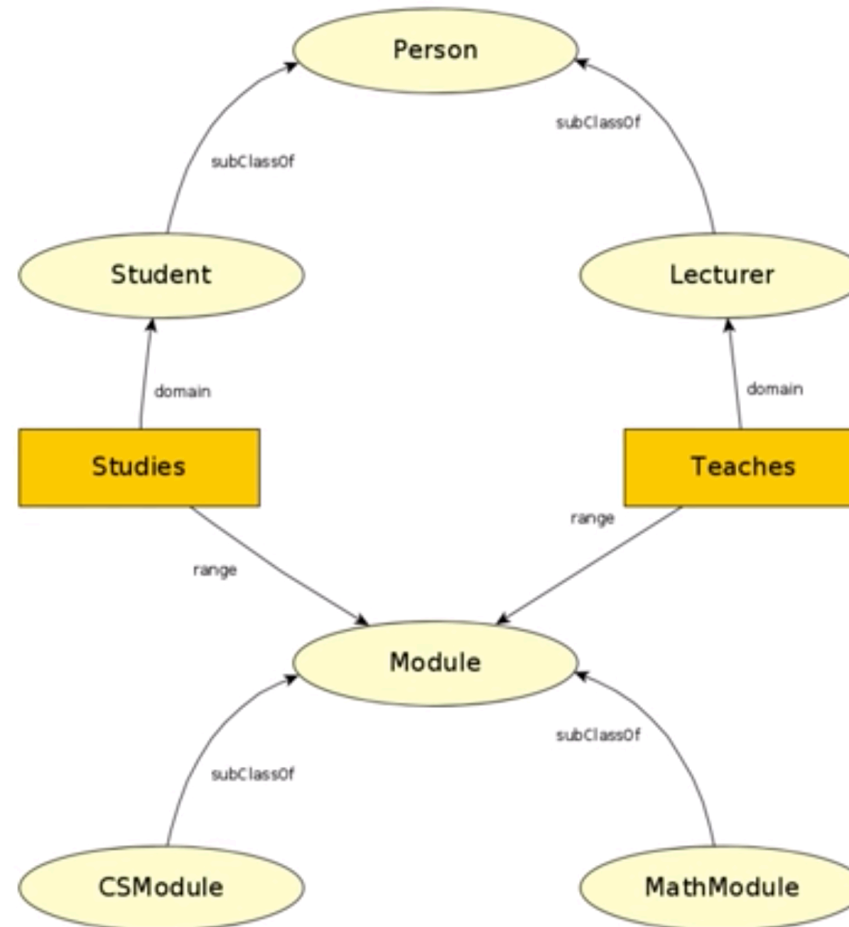 Person
subClassOf
subClassOf
Student
Lecturer
domain
domain
Studies
Teaches
range
range
Module
subClassOf
subClassOf
CSModule
MathModule